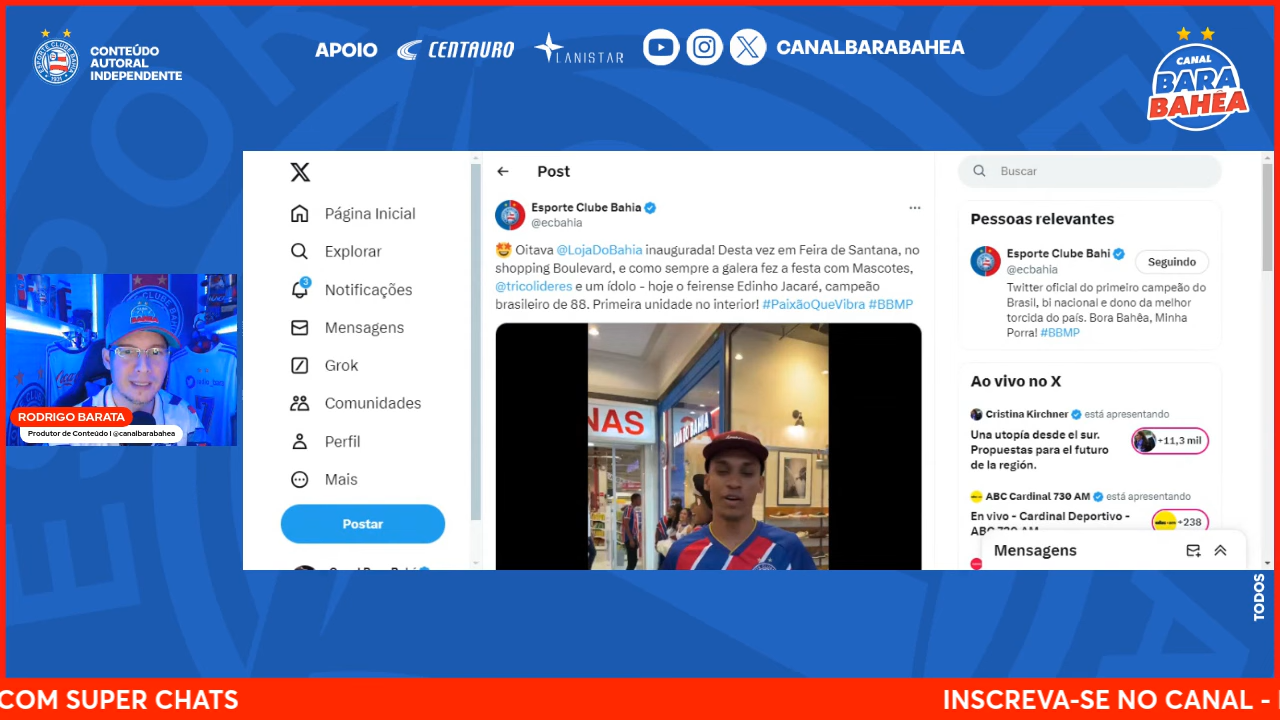 CONTEÚDO
AUTORAL
INDEPENDENTE
APOIO
CENTAURO
LANISTAR
CANALBARABAHEA
CANAL
BARA
BAHÊA
X
Página Inicial
Explorar
3
Notificações
Mensagens
Grok
Comunidades
Perfil
Mais
Postar
Post
Esporte Clube Bahia
@ecbahia
Oitava @LojaDoBahia inaugurada! Desta vez em Feira de Santana, no
shopping Boulevard, e como sempre a galera fez a festa com Mascotes,
@tricolideres e um ídolo - hoje o feirense Edinho Jacaré, campeão
brasileiro de 88. Primeira unidade no interior! #PaixãoQueVibra #BBMP
NAS
Buscar
Pessoas relevantes
Esporte Clube Bahi
@ecbahia
Seguindo
Twitter oficial do primeiro campeão do
Brasil, bi nacional e dono da melhor
torcida do país. Bora Bahêa, Minha
Porra! #BBMP
Ao vivo no X
Cristina Kirchner está apresentando
Una utopía desde el sur.
Propuestas para el futuro
de la región.
+11,3 mil
ABC Cardinal 730 AM está apresentando
En vivo - Cardinal Deportivo -
ABC 730 AM
+238
Mensagens
RODRIGO BARATA
Produtor de Conteúdo | @canalbarabahea
TODOS
COM SUPER CHATS
INSCREVA-SE NO CANAL -